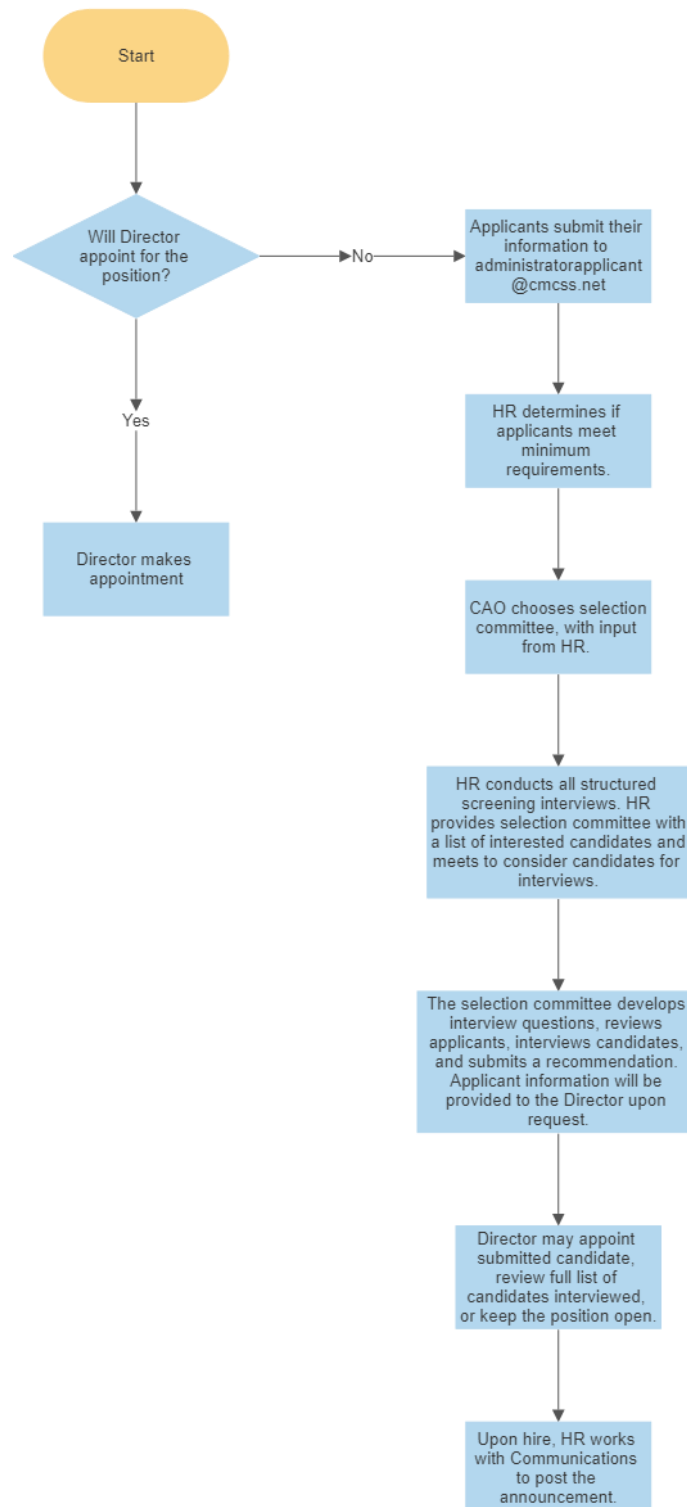 Start
Will Director
appoint for the
position?
No
Applicants submit their
information to
administratorapplicant
@cmcss.net
Yes
HR determines if
applicants meet
minimum
requirements.
Director makes
appointment
CAO chooses selection
committee, with input
from HR.
HR conducts all structured
screening interviews. HR
provides selection committee with
a list of interested candidates and
meets to consider candidates for
interviews.
The selection committee develops
interview questions, reviews
applicants, interviews candidates,
and submits a recommendation.
Applicant information will be
provided to the Director upon
request.
Director may appoint
submitted candidate,
review full list of
candidates interviewed,
or keep the position open.
Upon hire, HR works
with Communications
to post the
announcement.